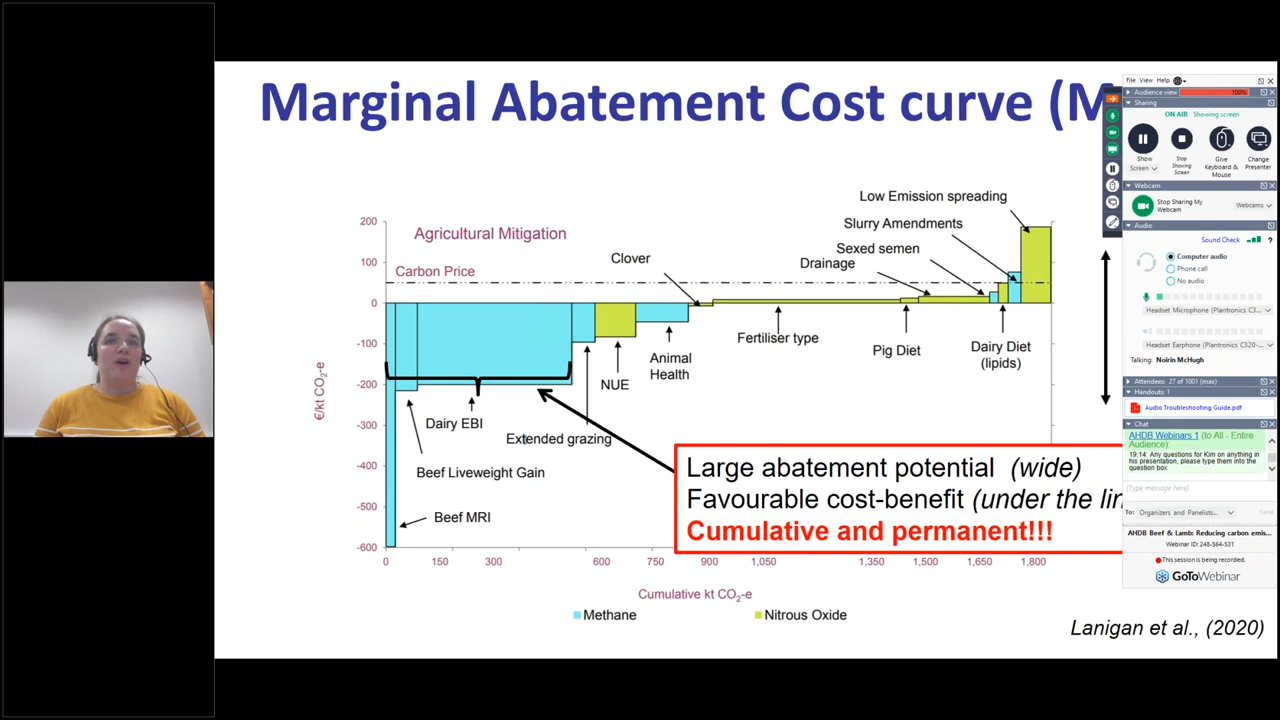 Marginal Abatement Cost curve (M
Agricultural Mitigation
Carbon Price
Low Emission spreading
Slurry Amendments
Sexed semen
Drainage
Clover
Fertiliser type
Pig Diet
Dairy Diet
(lipids)
Animal
Health
NUE
Extended grazing
Dairy EBI
Beef Liveweight Gain
Beef MRI
€/kt CO2-e
200
100
0
-100
-200
-300
-400
-500
-600
0 150 300 600 750 900 1,050 1,350 1,500 1,650 1,800
Cumulative kt CO2-e
Methane
Nitrous Oxide
Large abatement potential (wide)
Favourable cost-benefit (under the lin
Cumulative and permanent!!!
Lanigan et al., (2020)
File View Help
Audience view 100%
Sharing
ON AIR Showing screen
Show
Screen
Stop
Showing
Screen
Give
Keyboard &
Mouse
Change
Presenter
Webcam
Stop Sharing My
Webcam
Webcams
Audio
Sound Check ?
Computer audio
Phone call
No audio
Headset Microphone (Plantronics C3...
Headset Earphone (Plantronics C320-...
Talking: Noirin McHugh
Attendees: 27 of 1001 (max)
Handouts: 1
Audio Troubleshooting Guide.pdf
Chat
AHDB Webinars 1 (to All - Entire
Audience):
19:14: Any questions for Kim on anything in
his presentation, please type them into the
question box
[Type message here]
To: Organizers and Panelists... Send
AHDB Beef & Lamb: Reducing carbon emis...
Webinar ID: 248-564-531
This session is being recorded.
GoToWebinar